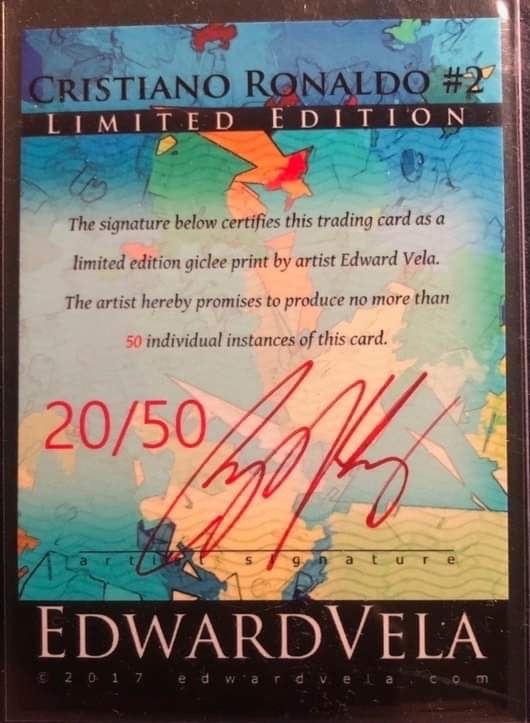 CRISTIANO RONALDO #2
LIMITED EDITION
The signature below certifies this trading card as a
limited edition giclee print by artist Edward Vela.
The artist hereby promises to produce no more than
50 individual instances of this card.
20/50
artist signature
EDWARDVELA
©2017 edwardvela.com